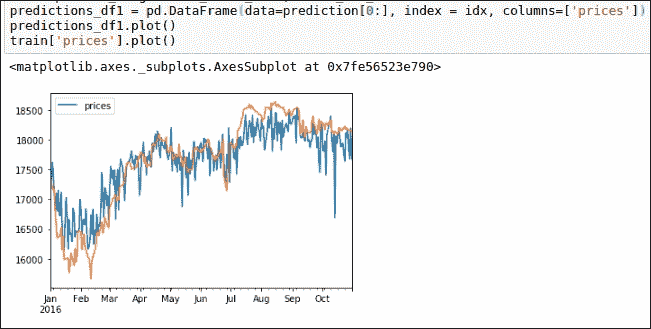 predictions_df1 = pd.DataFrame(data=prediction[0:], index = idx, columns=['prices'])
predictions_df1.plot()
train['prices'].plot()
<matplotlib.axes._subplots.AxesSubplot at 0x7fe56523e790>
prices
18500
18000
17500
17000
16500
16000
Jan Feb Mar Apr May Jun Jul Aug Sep Oct
2016